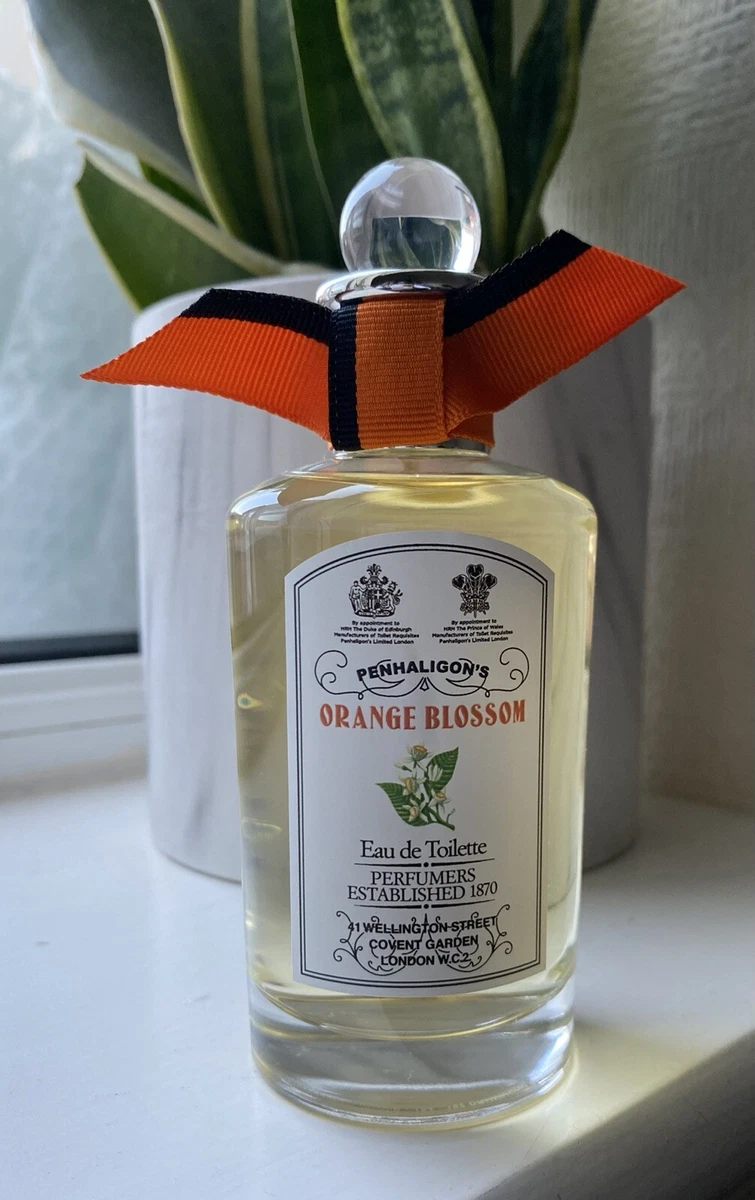 By appointment to
HRH The Duke of Edinburgh
Manufacturers of Toilet Requisites
Penhaligon's Limited London
By appointment to
HRH The Prince of Wales
Manufacturers of Toilet Requisites
Penhaligon's Limited London
PENHALIGON'S
ORANGE BLOSSOM
Eau de Toilette
PERFUMERS
ESTABLISHED 1870
41 WELLINGTON STREET
COVENT GARDEN
LONDON W.C.2